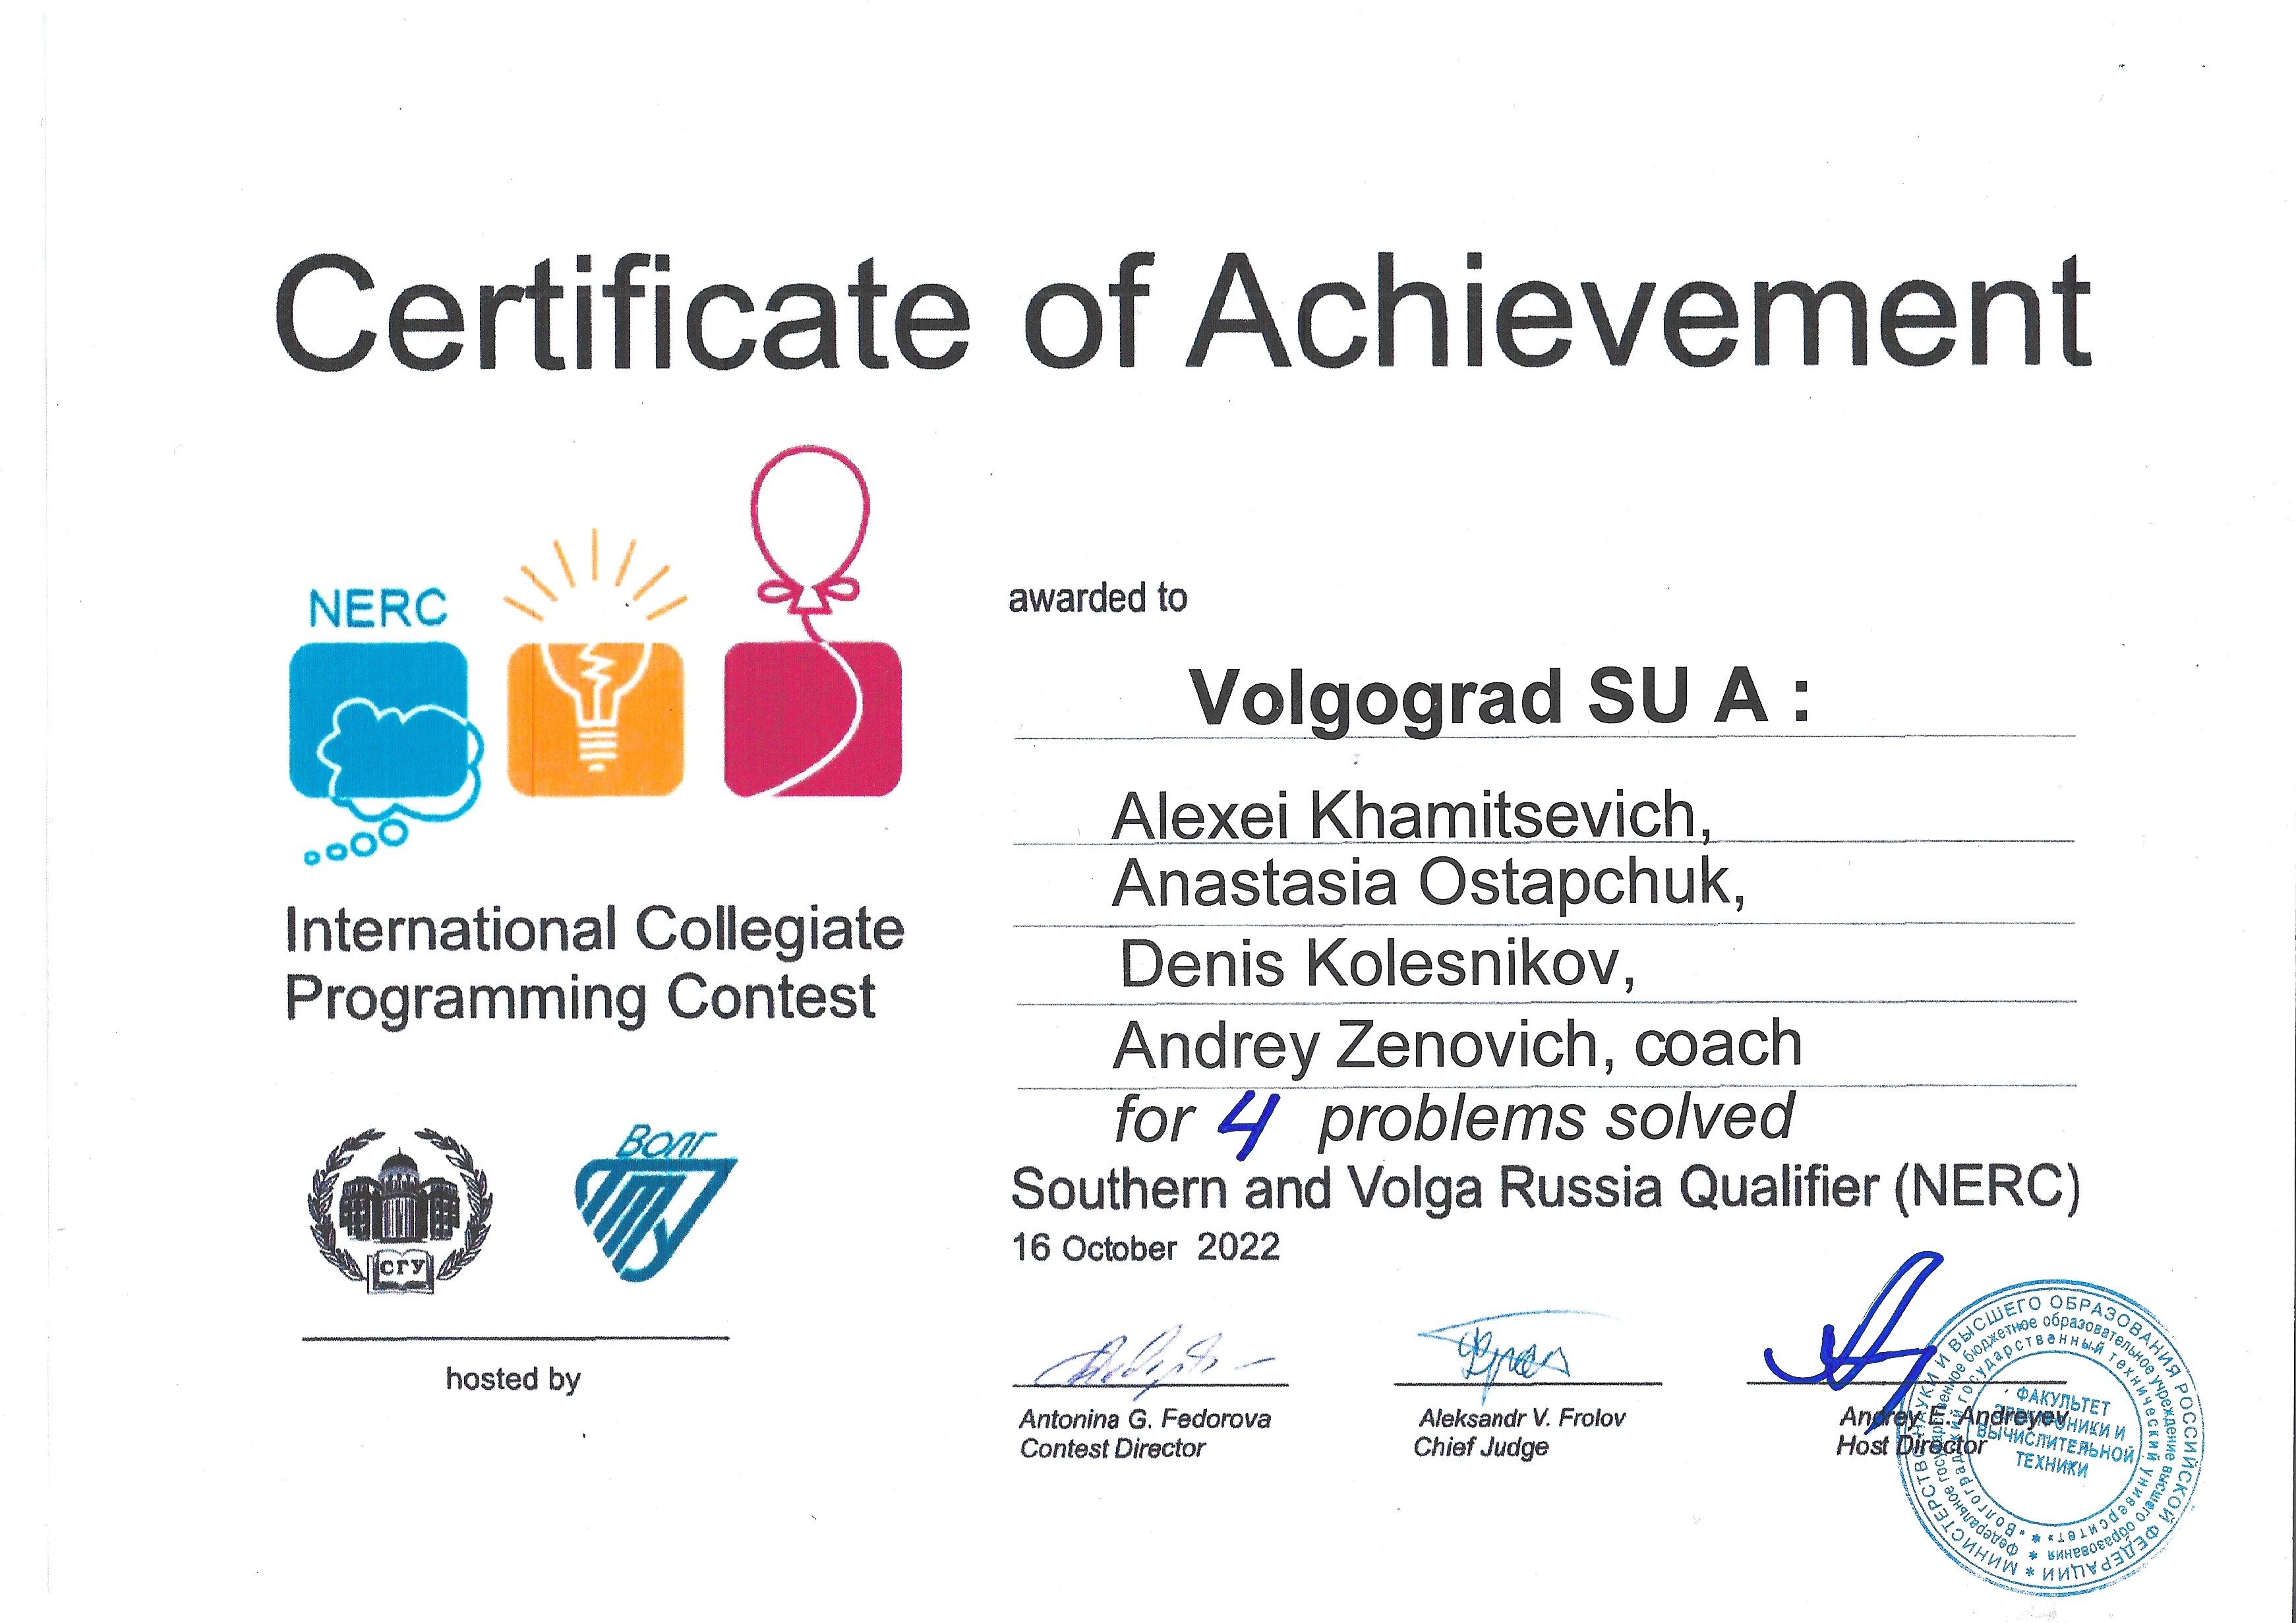 Certificate of Achievement
NERC
International Collegiate
Programming Contest
Волг
СГУ
hosted by
awarded to
Volgograd SU A :
Alexei Khamitsevich,
Anastasia Ostapchuk,
Denis Kolesnikov,
Andrey Zenovich, coach
for 4 problems solved
Southern and Volga Russia Qualifier (NERC)
16 October 2022
Antonina G. Fedorova
Contest Director
Aleksandr V. Frolov
Chief Judge
Andrey E. Andreyev
Host Director
МИНИСТЕРСТВО НАУКИ И ВЫСШЕГО ОБРАЗОВАНИЯ РОССИЙСКОЙ ФЕДЕРАЦИИ *
Федеральное государственное бюджетное образовательное учреждение высшего образования *
«Волгоградский государственный технический университет» *
ФАКУЛЬТЕТ
ЭЛЕКТРОНИКИ И
ВЫЧИСЛИТЕЛЬНОЙ
ТЕХНИКИ